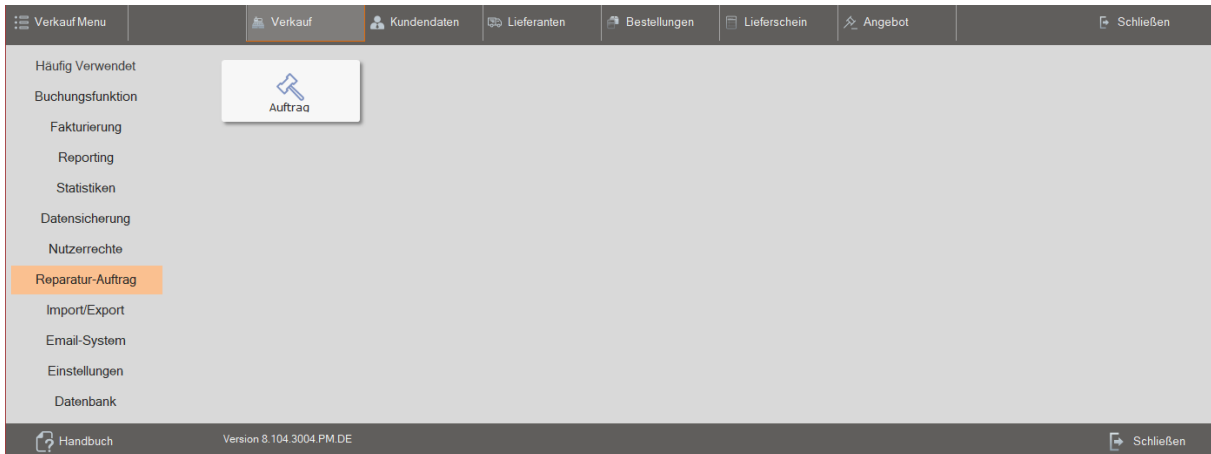 Verkauf Menu
Verkauf
Kundendaten
Lieferanten
Bestellungen
Lieferschein
Angebot
Schließen
Häufig Verwendet
Buchungsfunktion
Fakturierung
Reporting
Statistiken
Datensicherung
Nutzerrechte
Reparatur-Auftrag
Import/Export
Email-System
Einstellungen
Datenbank
Auftrag
Handbuch
Version 8.104.3004.PM.DE
Schließen